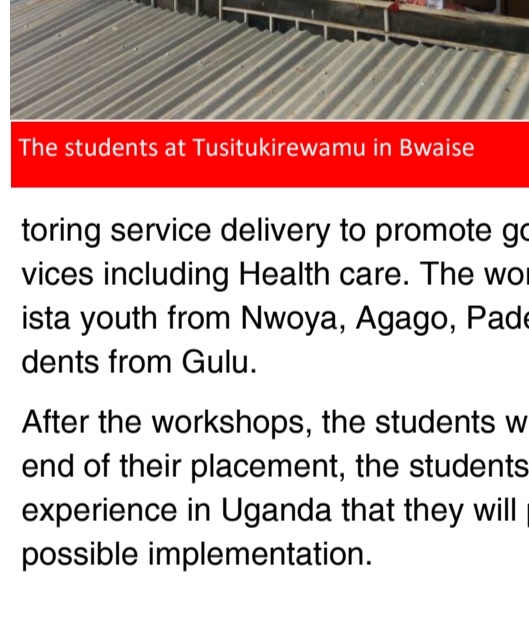 The students at Tusitukirewamu in Bwaise
toring service delivery to promote
vices including Health care. The
ista youth from Nwoya, Agago,
dents from Gulu.
After the workshops, the students
end of their placement, the students
experience in Uganda that they will
possible implementation.